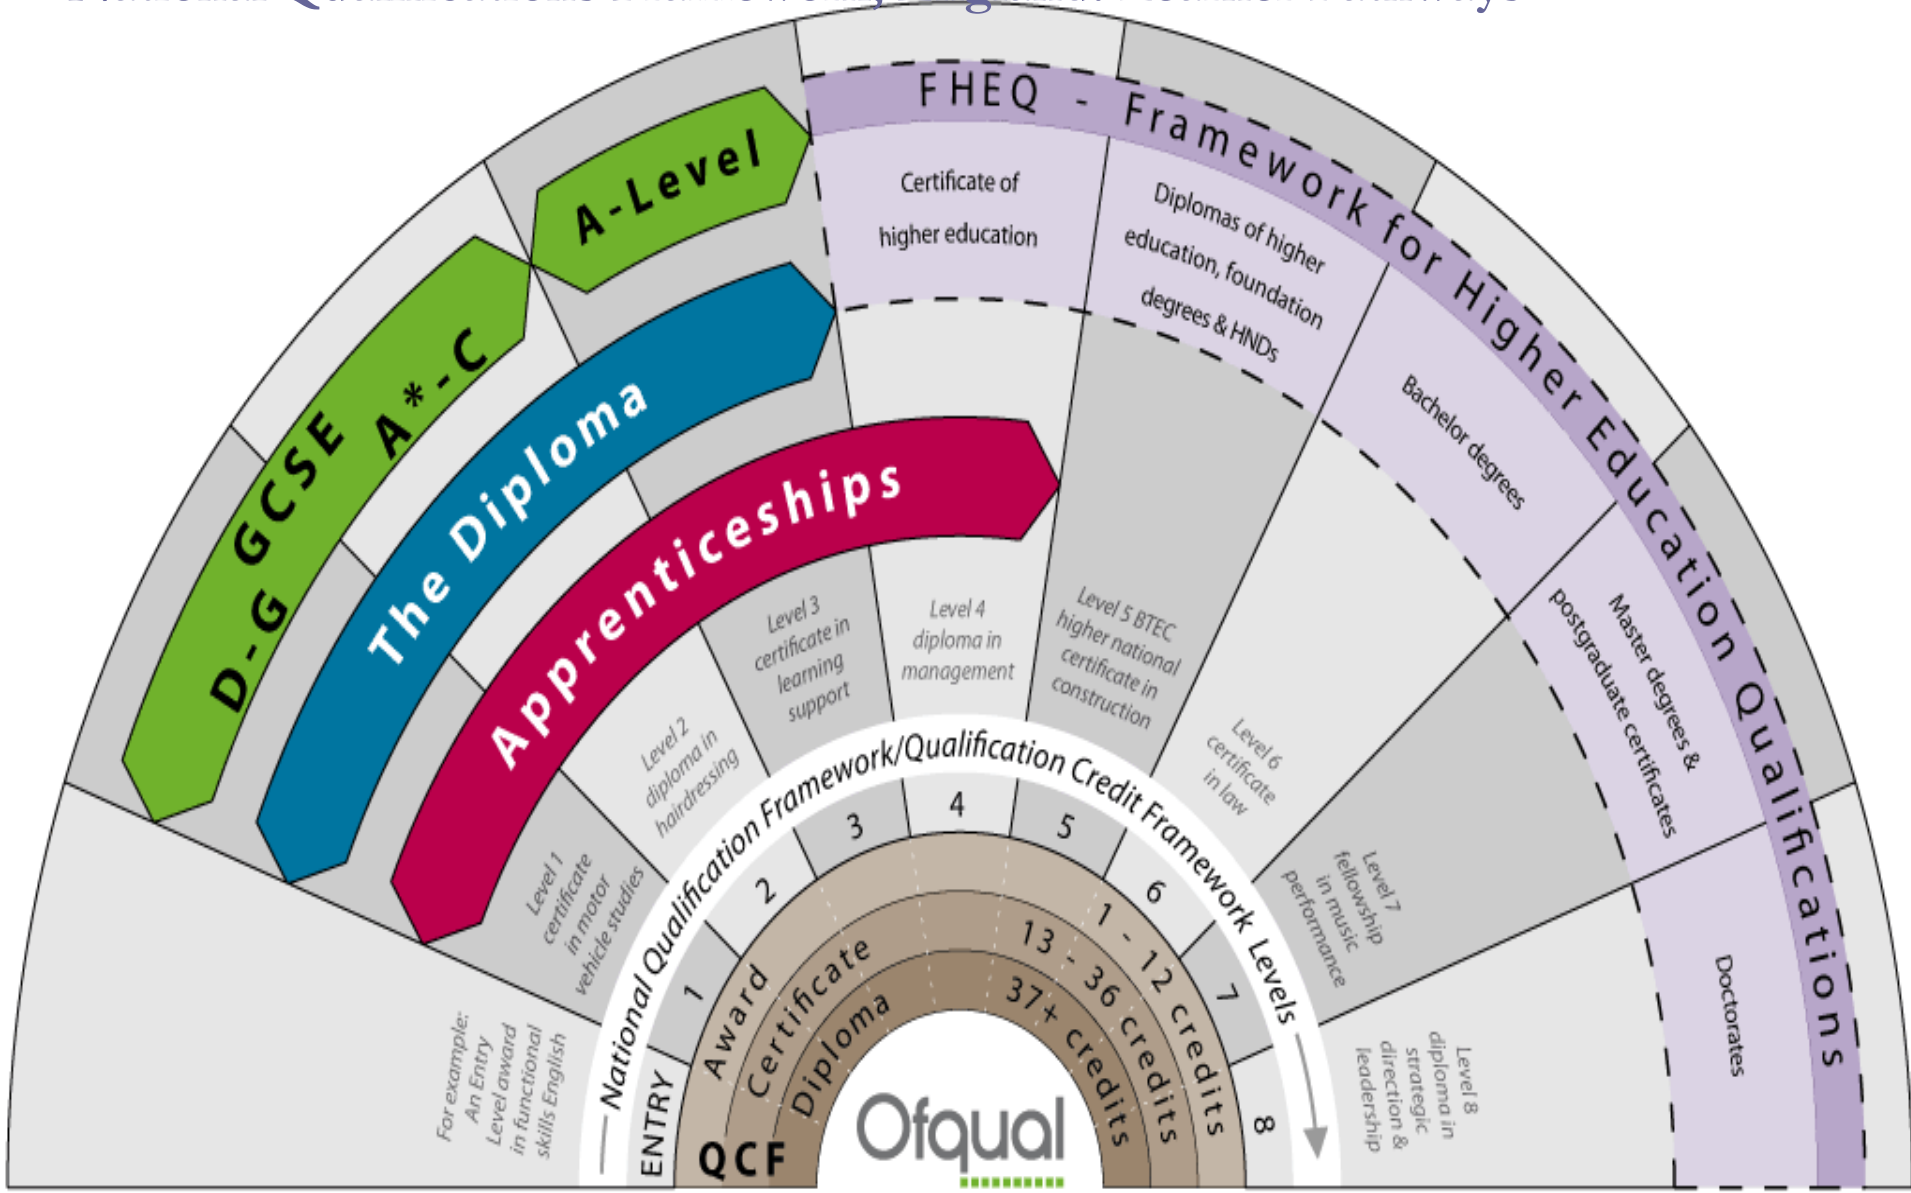 FHEQ - Framework for Higher Education Qualifications
A-Level
GCSE
A*-C
D-G
The Diploma
Apprenticeships
Certificate of
higher education
Diplomas of higher
education, foundation
degrees & HNDs
Bachelor degrees
Master degrees &
postgraduate certificates
Doctorates
For example:
An Entry
Level award
in functional
skills English
Level 1
certificate
in motor
vehicle studies
Level 2
diploma in
hairdressing
Level 3
certificate in
learning
support
Level 4
diploma in
management
Level 5 BTEC
higher national
certificate in
construction
Level 6
certificate
in law
Level 7
fellowship
in music
performance
Level 8
diploma in
strategic
direction &
leadership
National Qualification Framework/Qualification Credit Framework Levels
ENTRY
1
2
3
4
5
6
7
8
Award
1 - 12 credits
Certificate
13 - 36 credits
Diploma
37+ credits
QCF
Ofqual